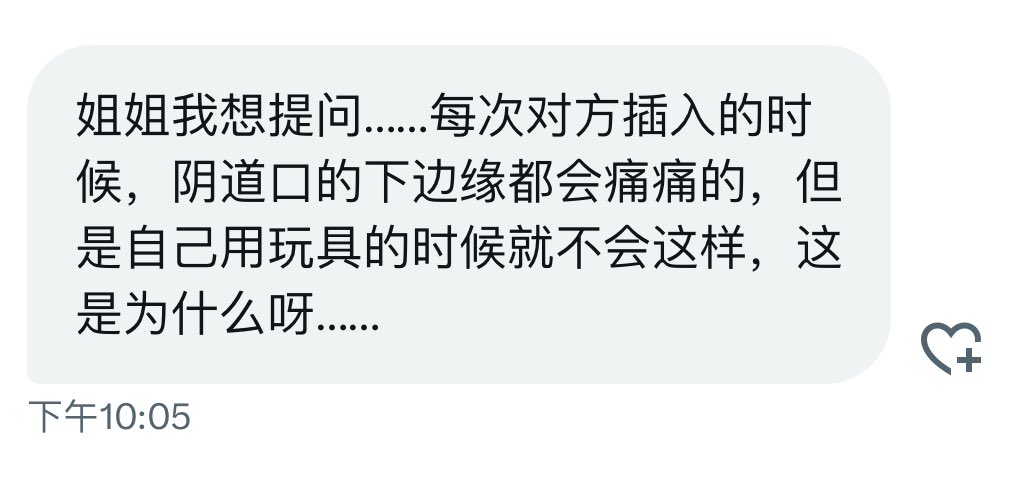 姐姐我想提问……每次对方插入的时
候，阴道口的下边缘都会痛痛的，但
是自己用玩具的时候就不会这样，这
是为什么呀……
下午10:05